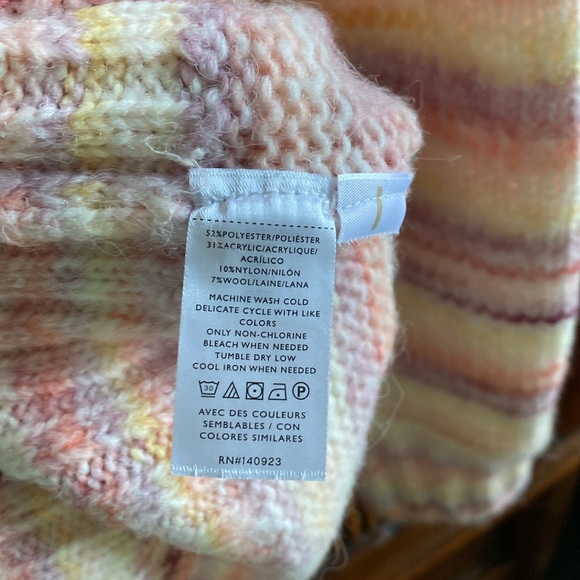 52%POLYESTER/POLIÉSTER
31%ACRYLIC/ACRYLIQUE/
ACRÍLICO
10%NYLON/NILÓN
7%WOOL/LAINE/LANA
MACHINE WASH COLD
DELICATE CYCLE WITH LIKE
COLORS
ONLY NON-CHLORINE
BLEACH WHEN NEEDED
TUMBLE DRY LOW
COOL IRON WHEN NEEDED
30
P
AVEC DES COULEURS
SEMBLABLES / CON
COLORES SIMILARES
RN#140923